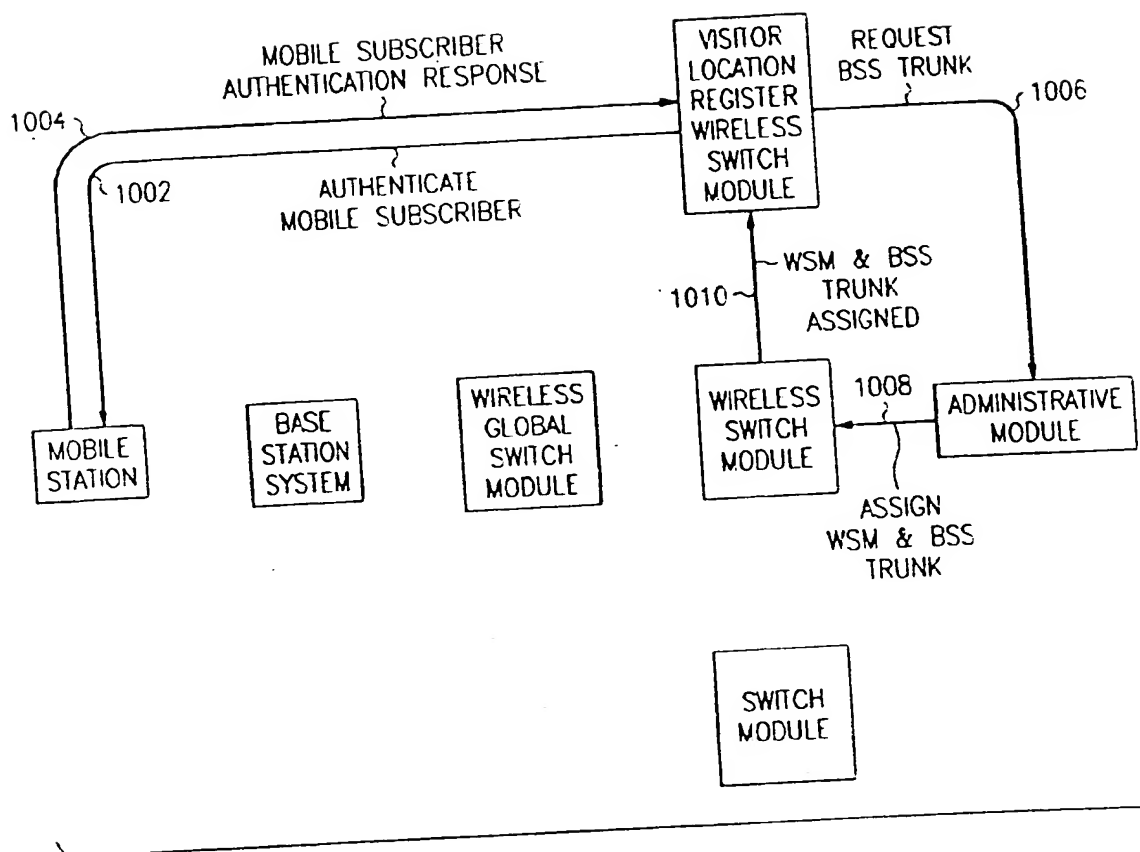 MOBILE SUBSCRIBER
AUTHENTICATION RESPONSE
VISITOR
LOCATION
REGISTER
WIRELESS
SWITCH
MODULE
REQUEST
BSS TRUNK
1004
1006
1002
AUTHENTICATE
MOBILE SUBSCRIBER
WSM & BSS
TRUNK
ASSIGNED
1010
MOBILE
STATION
BASE
STATION
SYSTEM
WIRELESS
GLOBAL
SWITCH
MODULE
WIRELESS
SWITCH
MODULE
1008
ADMINISTRATIVE
MODULE
ASSIGN
WSM & BSS
TRUNK
SWITCH
MODULE